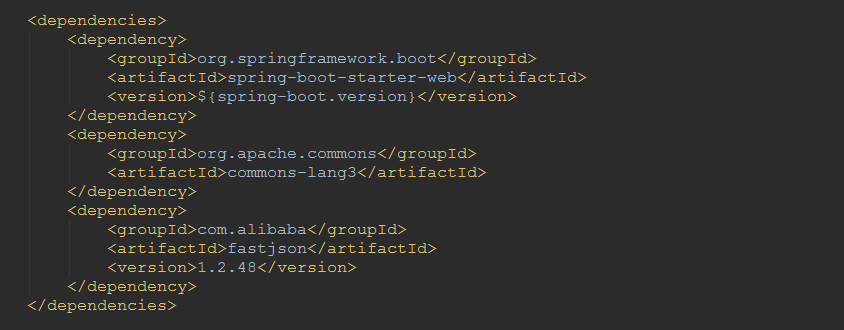 <dependencies>
<dependency>
<groupId>org.springframework.boot</groupId>
<artifactId>spring-boot-starter-web</artifactId>
<version>${spring-boot.version}</version>
</dependency>
<dependency>
<groupId>org.apache.commons</groupId>
<artifactId>commons-lang3</artifactId>
</dependency>
<dependency>
<groupId>com.alibaba</groupId>
<artifactId>fastjson</artifactId>
<version>1.2.48</version>
</dependency>
</dependencies>